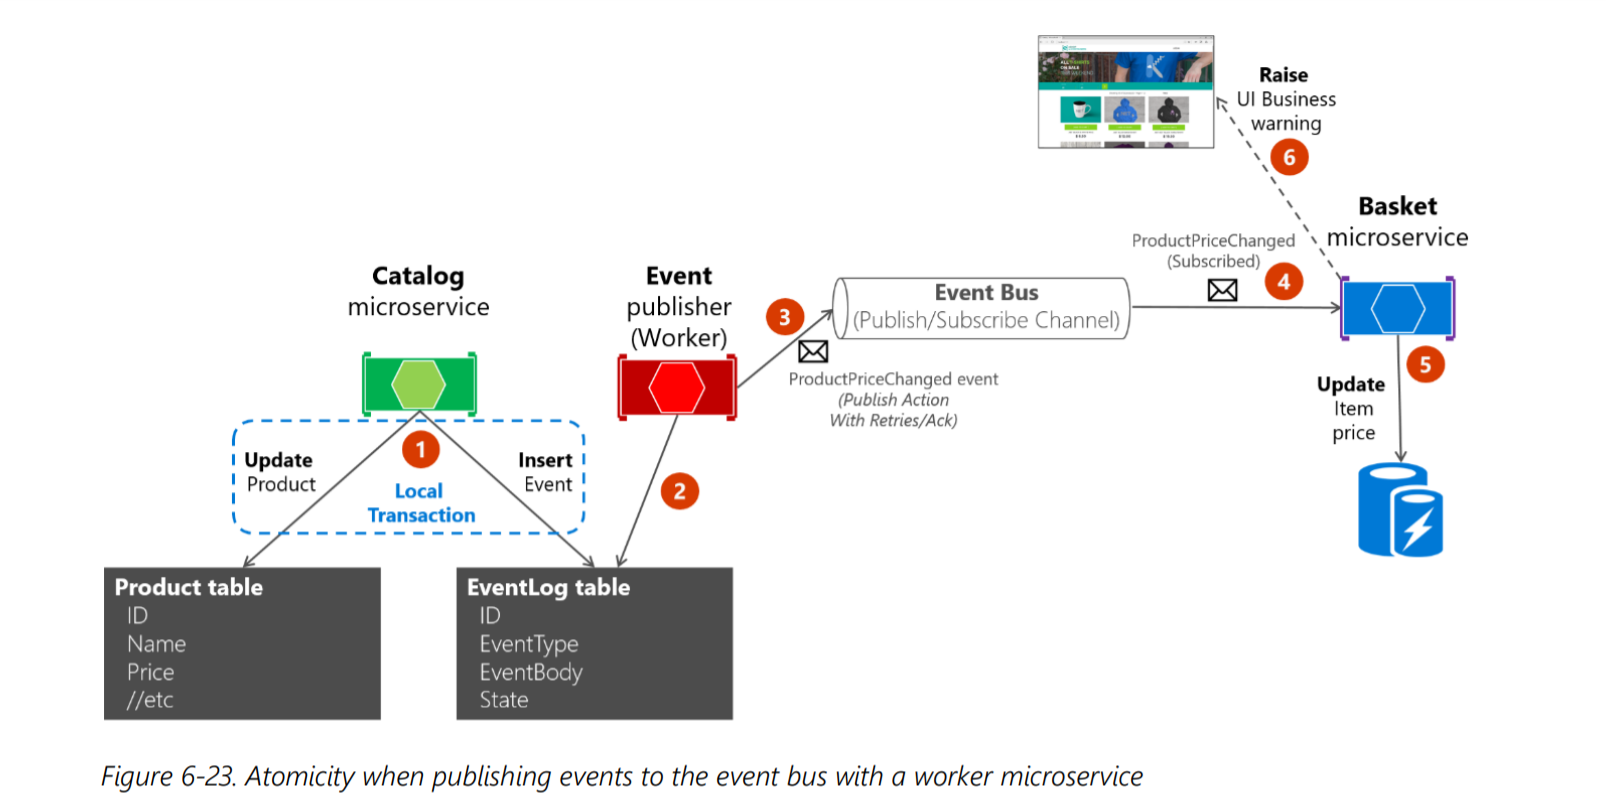 Raise
UI Business
warning
6
Basket
microservice
ProductPriceChanged
(Subscribed)
4
Catalog
microservice
Event
publisher
(Worker)
3
Event Bus
(Publish/Subscribe Channel)
ProductPriceChanged event
(Publish Action
With Retries/Ack)
5
Update
Item
price
1
Update
Product
Insert
Event
Local
Transaction
2
Product table
ID
Name
Price
//etc
EventLog table
ID
EventType
EventBody
State
Figure 6-23. Atomicity when publishing events to the event bus with a worker microservice